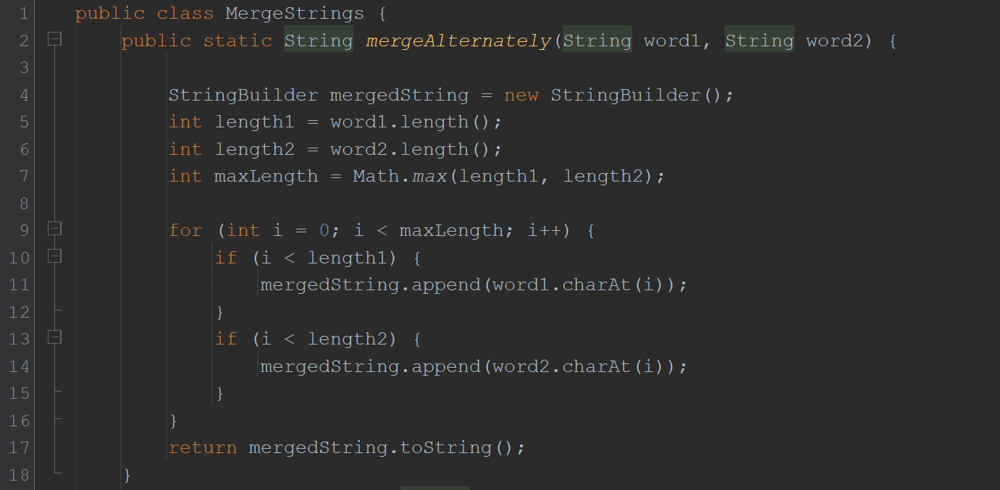 1 public class MergeStrings {
2 public static String mergeAlternately(String word1, String word2) {
3
4 StringBuilder mergedString = new StringBuilder();
5 int length1 = word1.length();
6 int length2 = word2.length();
7 int maxLength = Math.max(length1, length2);
8
9 for (int i = 0; i < maxLength; i++) {
10 if (i < length1) {
11 mergedString.append(word1.charAt(i));
12 }
13 if (i < length2) {
14 mergedString.append(word2.charAt(i));
15 }
16 }
17 return mergedString.toString();
18 }